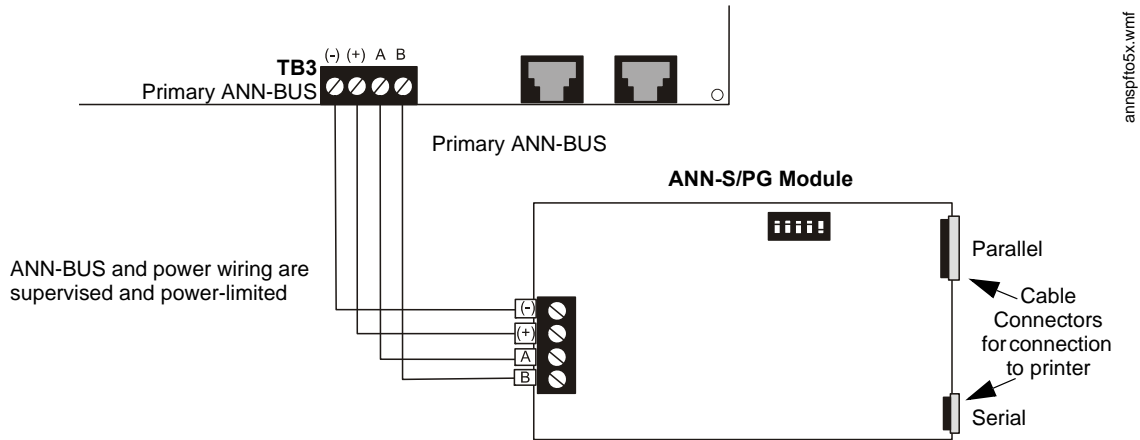 annspfto5x.wmf
(-) (+) A B
TB3
Primary ANN-BUS
Primary ANN-BUS
ANN-S/PG Module
Parallel
ANN-BUS and power wiring are
supervised and power-limited
Cable
Connectors
for connection
to printer
(-)
(+)
A
B
Serial